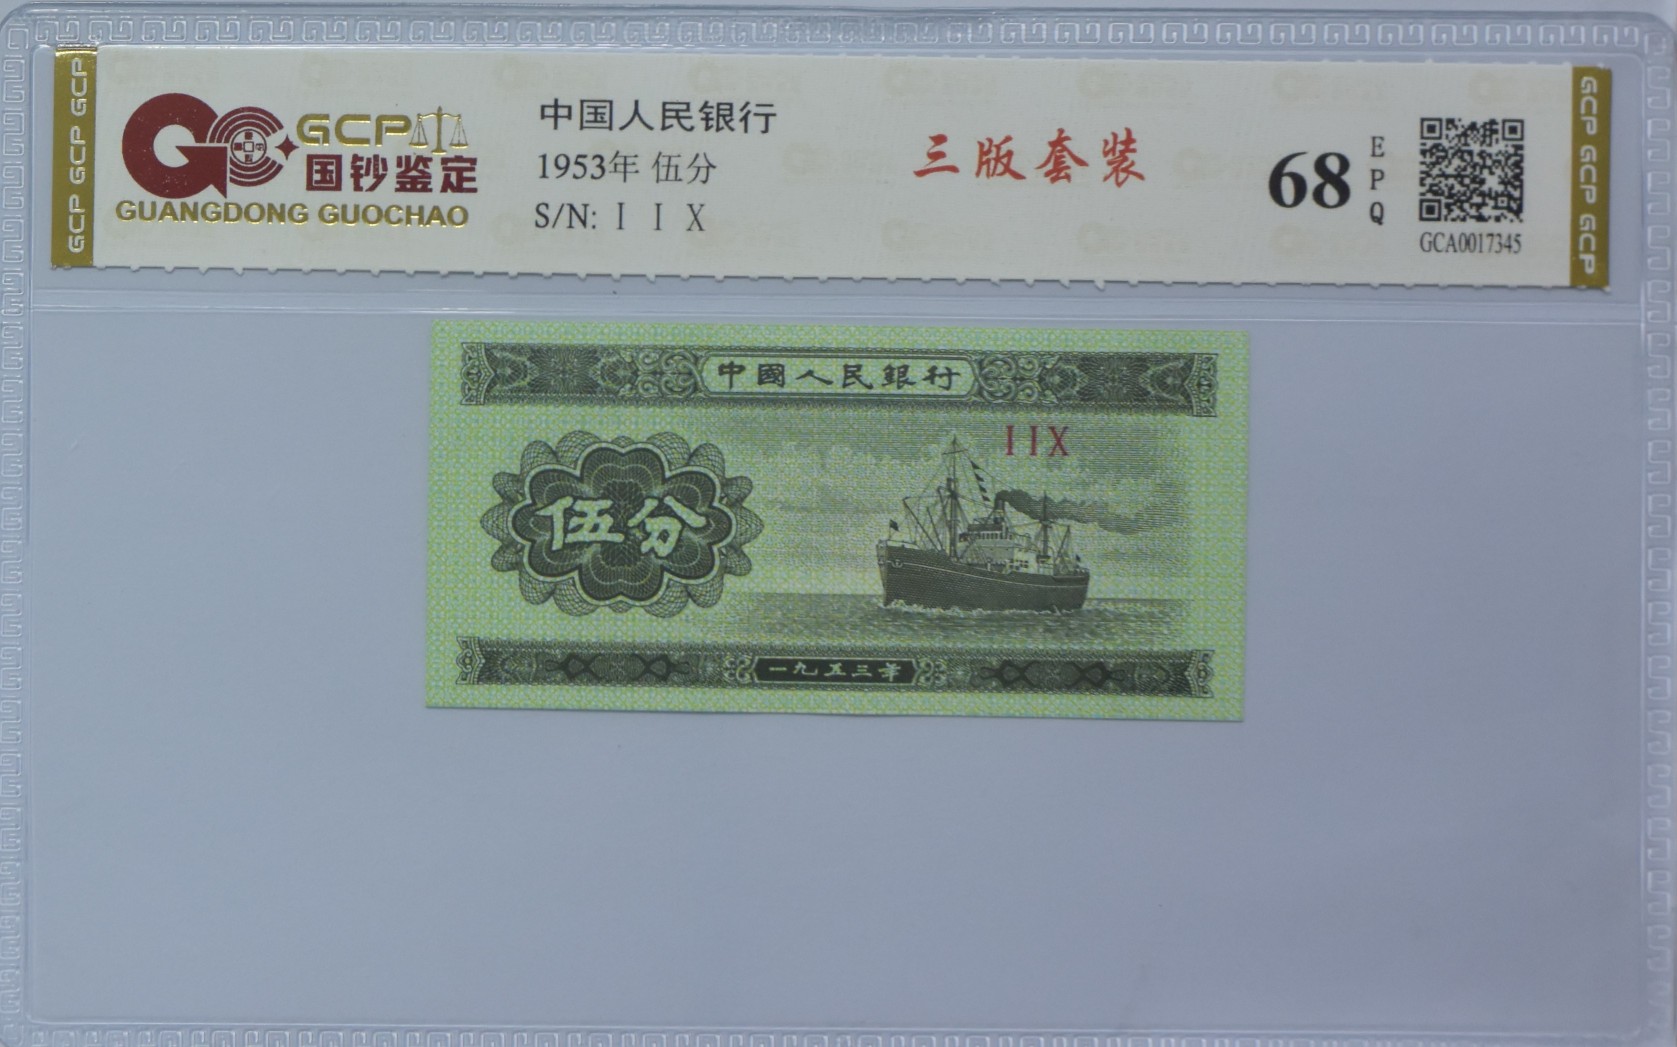 GCP GCP GCP
GCP
国钞鉴定
GUANGDONG GUOCHAO
中国人民银行
1953年 伍分
S/N: I I X
三版套装
68
EPQ
GCA0017345
GCP GCP GCP
中國人民銀行
IIX
伍分
一九五三年